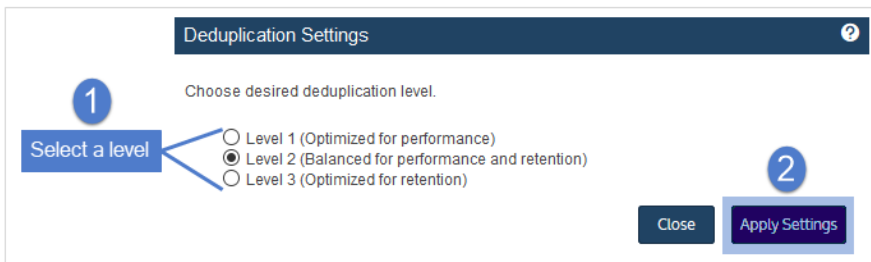 Deduplication Settings
?
1
Choose desired deduplication level.
Select a level
Level 1 (Optimized for performance)
Level 2 (Balanced for performance and retention)
Level 3 (Optimized for retention)
2
Close
Apply Settings